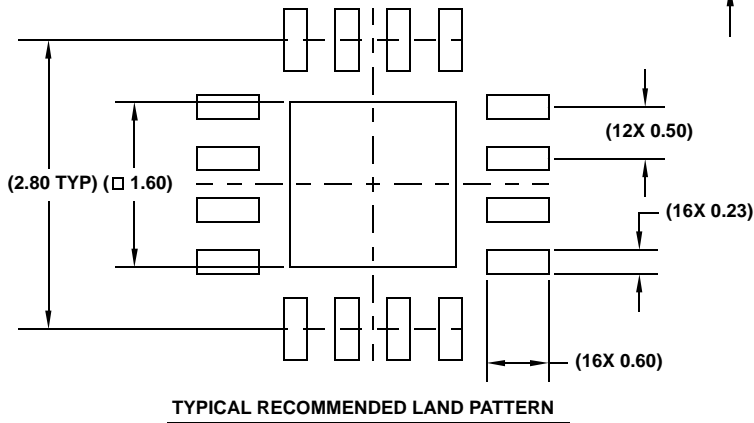 (12X 0.50)
(2.80 TYP) (□ 1.60)
(16X 0.23)
(16X 0.60)
TYPICAL RECOMMENDED LAND PATTERN